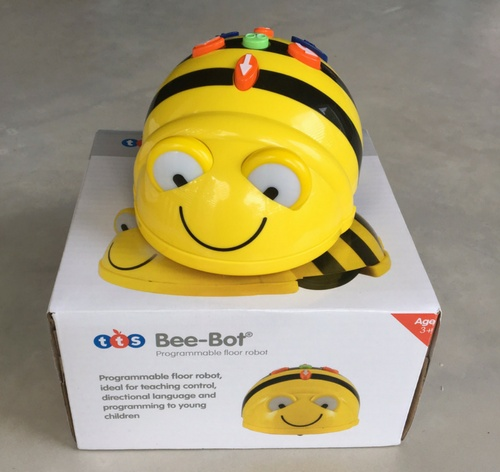 GO
tts Bee-Bot®
Programmable floor robot
Age
3+
Programmable floor robot,
ideal for teaching control,
directional language and
programming to young
children